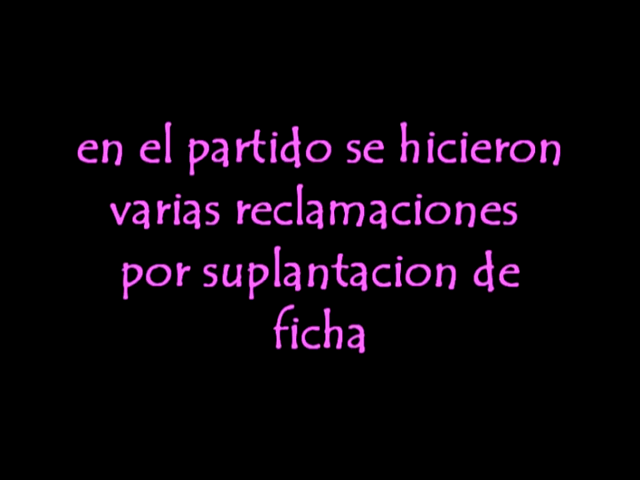 en el partido se hicieron
varias reclamaciones
por suplantacion de
ficha